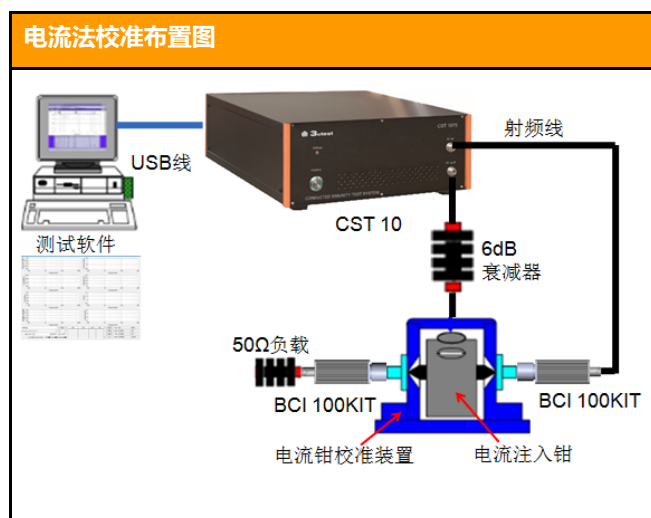 电流法校准布置图
3ctest
射频线
USB线
CST 10
测试软件
6dB
衰减器
50Ω负载
BCI 100KIT
BCI 100KIT
电流钳校准装置
电流注入钳